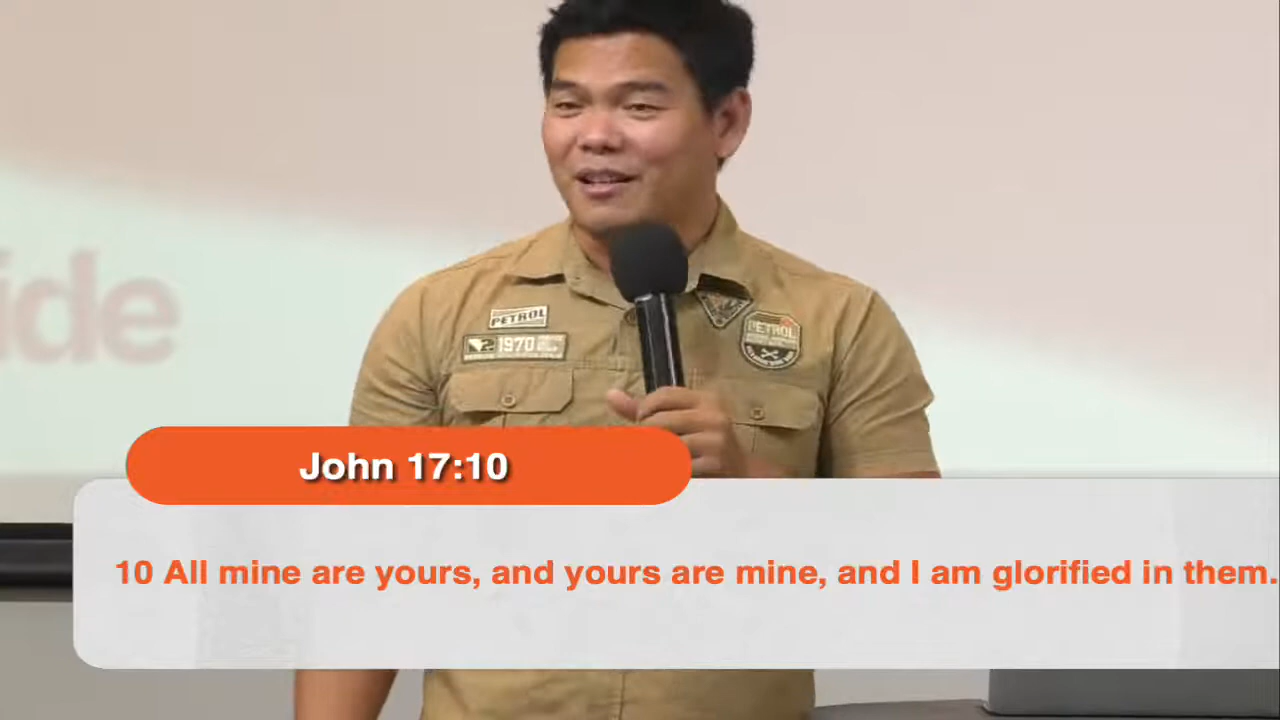 ide
PETROL
1970
PETROL
John 17:10
10 All mine are yours, and yours are mine, and I am glorified in them.